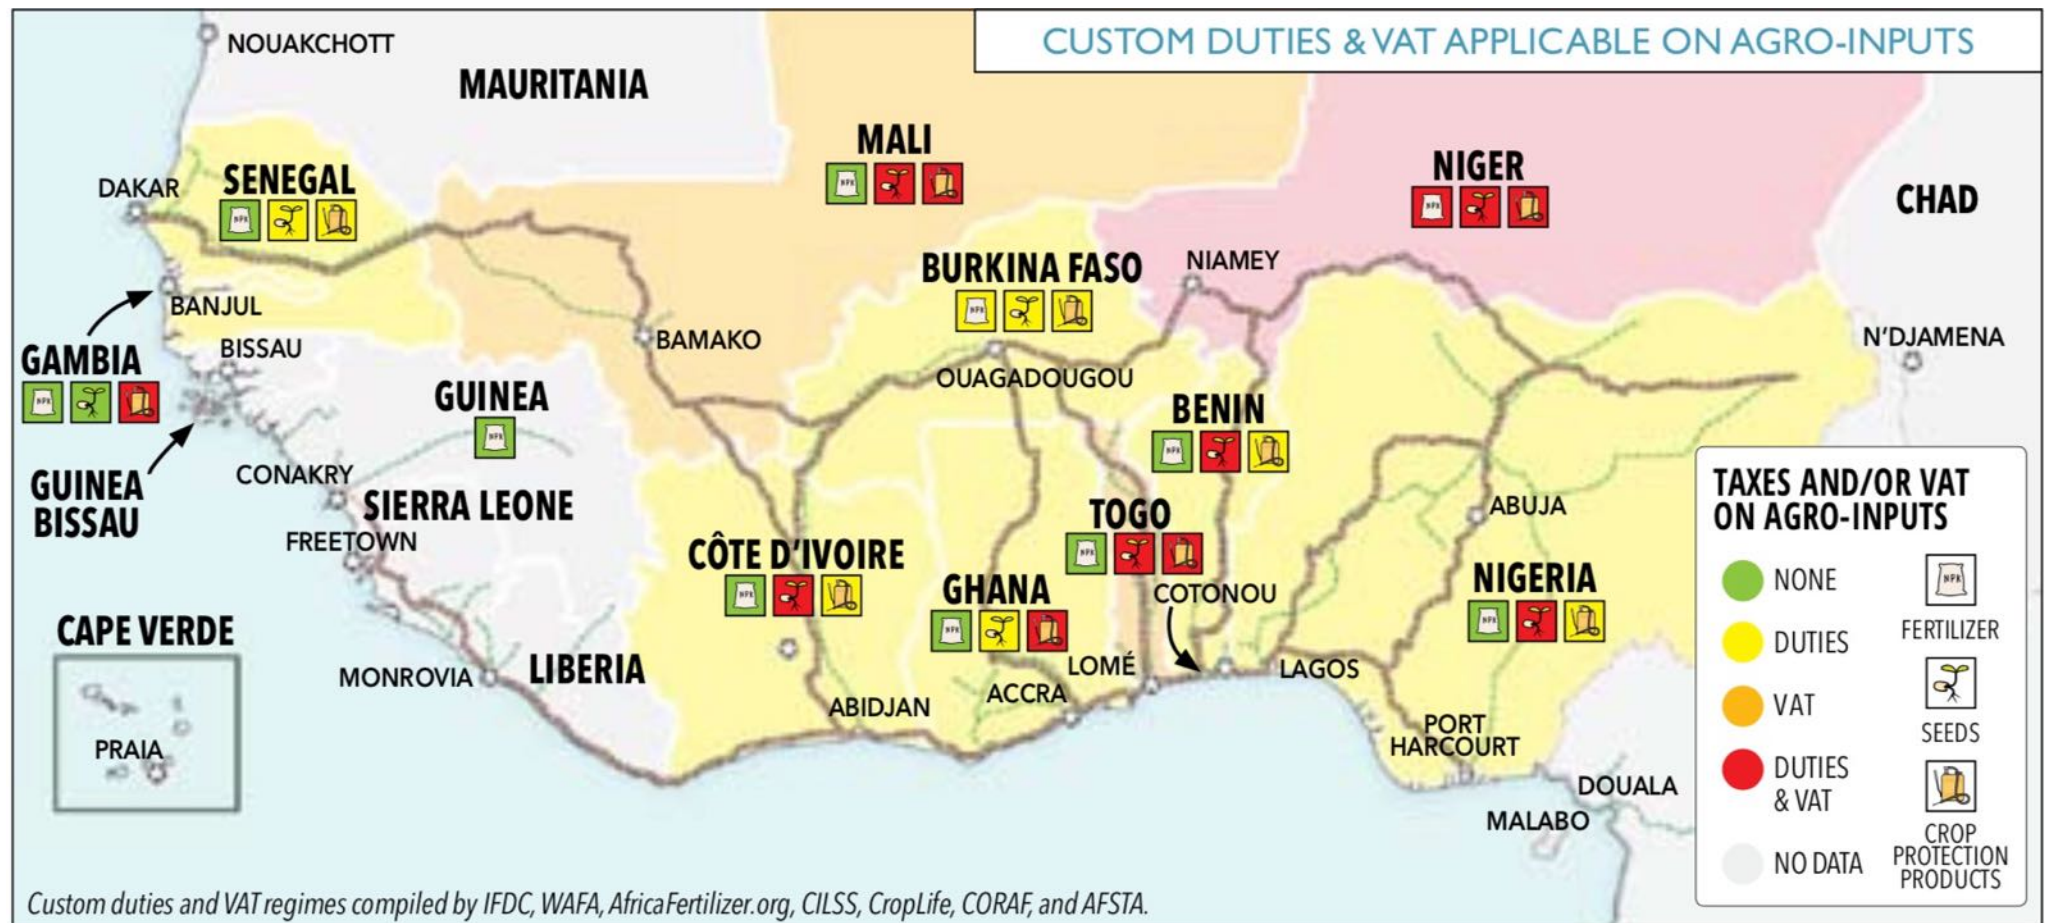 CUSTOM DUTIES & VAT APPLICABLE ON AGRO-INPUTS
NOUAKCHOTT
MAURITANIA
MALI
NIGER
CHAD
SENEGAL
DAKAR
BURKINA FASO
NIAMEY
BANJUL
BAMAKO
N'DJAMENA
GAMBIA
BISSAU
OUAGADOUGOU
GUINEA
BENIN
GUINEA
BISSAU
CONAKRY
SIERRA LEONE
FREETOWN
TOGO
ABUJA
CÔTE D'IVOIRE
GHANA
COTONOU
NIGERIA
CAPE VERDE
PRAIA
MONROVIA
LIBERIA
ABIDJAN
ACCRA
LOMÉ
LAGOS
PORT
HARCOURT
DOUALA
MALABO
TAXES AND/OR VAT
ON AGRO-INPUTS
NONE
DUTIES
VAT
DUTIES
& VAT
NO DATA
NPK
FERTILIZER
SEEDS
CROP
PROTECTION
PRODUCTS
Custom duties and VAT regimes compiled by IFDC, WAFA, AfricaFertilizer.org, CILSS, CropLife, CORAF, and AFSTA.